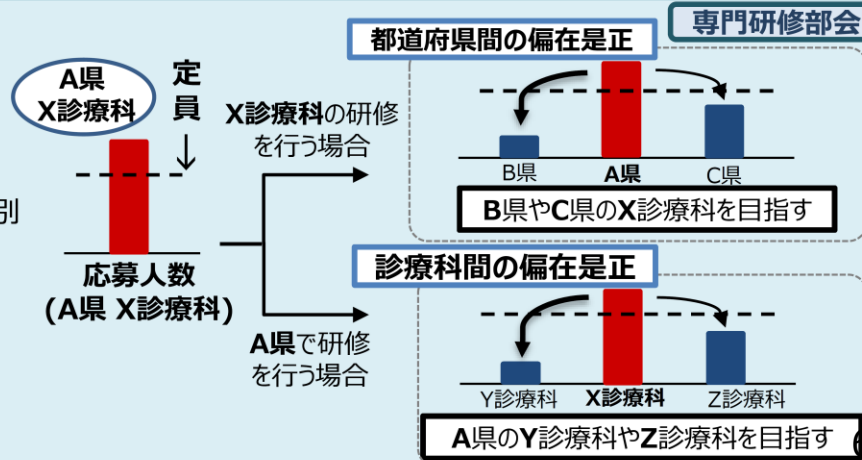 専門研修部会
都道府県間の偏在是正
A県
X診療科
定
員
↓
X診療科の研修
を行う場合
B県
A県
C県
B県やC県のX診療科を目指す
別
応募人数
(A県 X診療科)
診療科間の偏在是正
A県で研修
を行う場合
Y診療科
X診療科
Z診療科
A県のY診療科やZ診療科を目指す